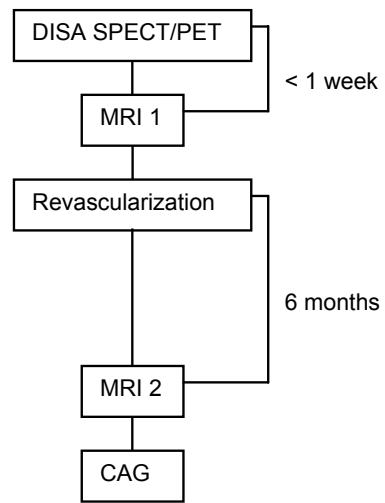 DISA SPECT/PET
< 1 week
MRI 1
Revascularization
6 months
MRI 2
CAG